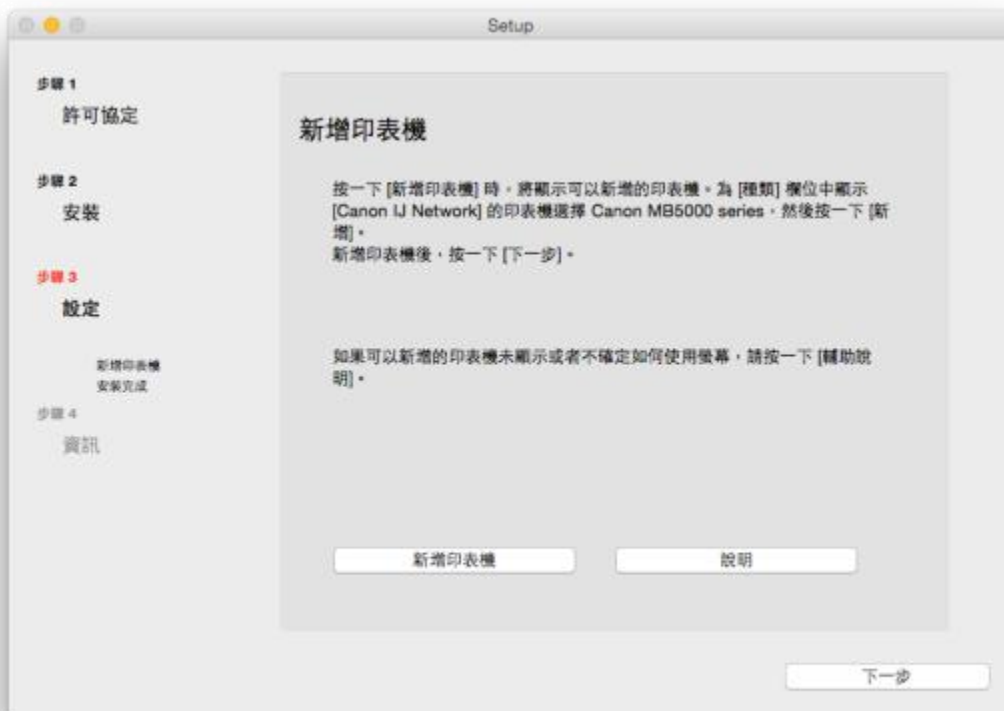 Setup
步驟 1
許可協定
步驟 2
安裝
步驟 3
設定
新增印表機
安裝完成
步驟 4
資訊
新增印表機
按一下 [新增印表機] 時，將顯示可以新增的印表機。為 [種類] 欄位中顯示
[Canon IJ Network] 的印表機選擇 Canon MB5000 series，然後按一下 [新
增]。
新增印表機後，按一下 [下一步]。
如果可以新增的印表機未顯示或者不確定如何使用螢幕，請按一下 [輔助說
明]。
新增印表機
說明
下一步